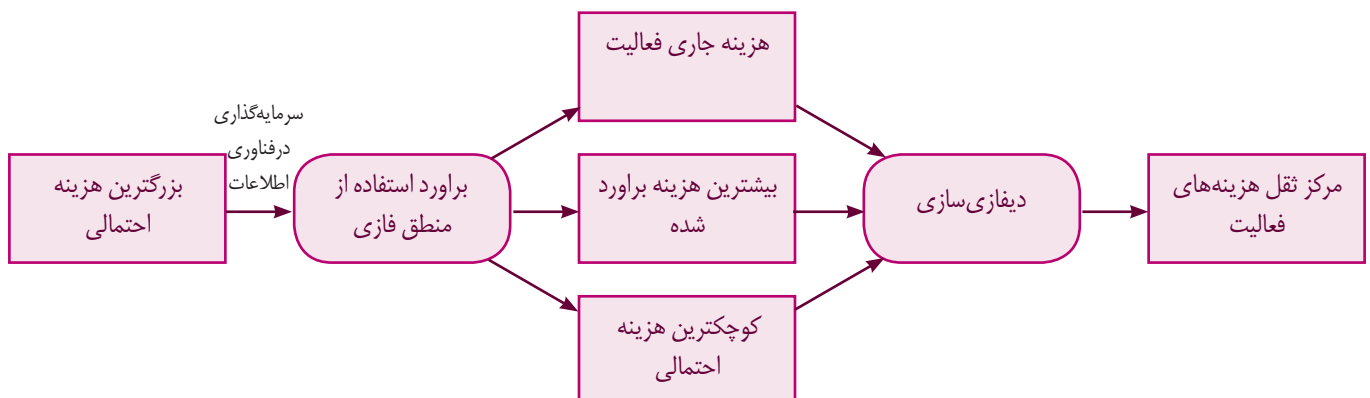 هزینه جاری فعالیت
سرمایه‌گذاری
درفناوری
اطلاعات
بزرگترین هزینه
احتمالی
براورد استفاده از
منطق فازی
بیشترین هزینه براورد
شده
دیفازی‌سازی
مرکز ثقل هزینه‌های
فعالیت
کوچکترین هزینه
احتمالی